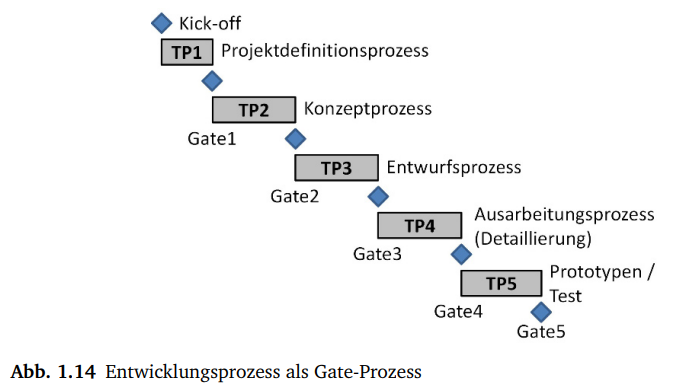 Kick-off
TP1 Projektdefinitionsprozess
TP2 Konzeptprozess
Gate1
TP3 Entwurfsprozess
Gate2
Ausarbeitungsprozess
TP4
(Detaillierung)
Gate3
Prototypen /
TP5
Test
Gate4
Gate5
Abb. 1.14 Entwicklungsprozess als Gate-Prozess